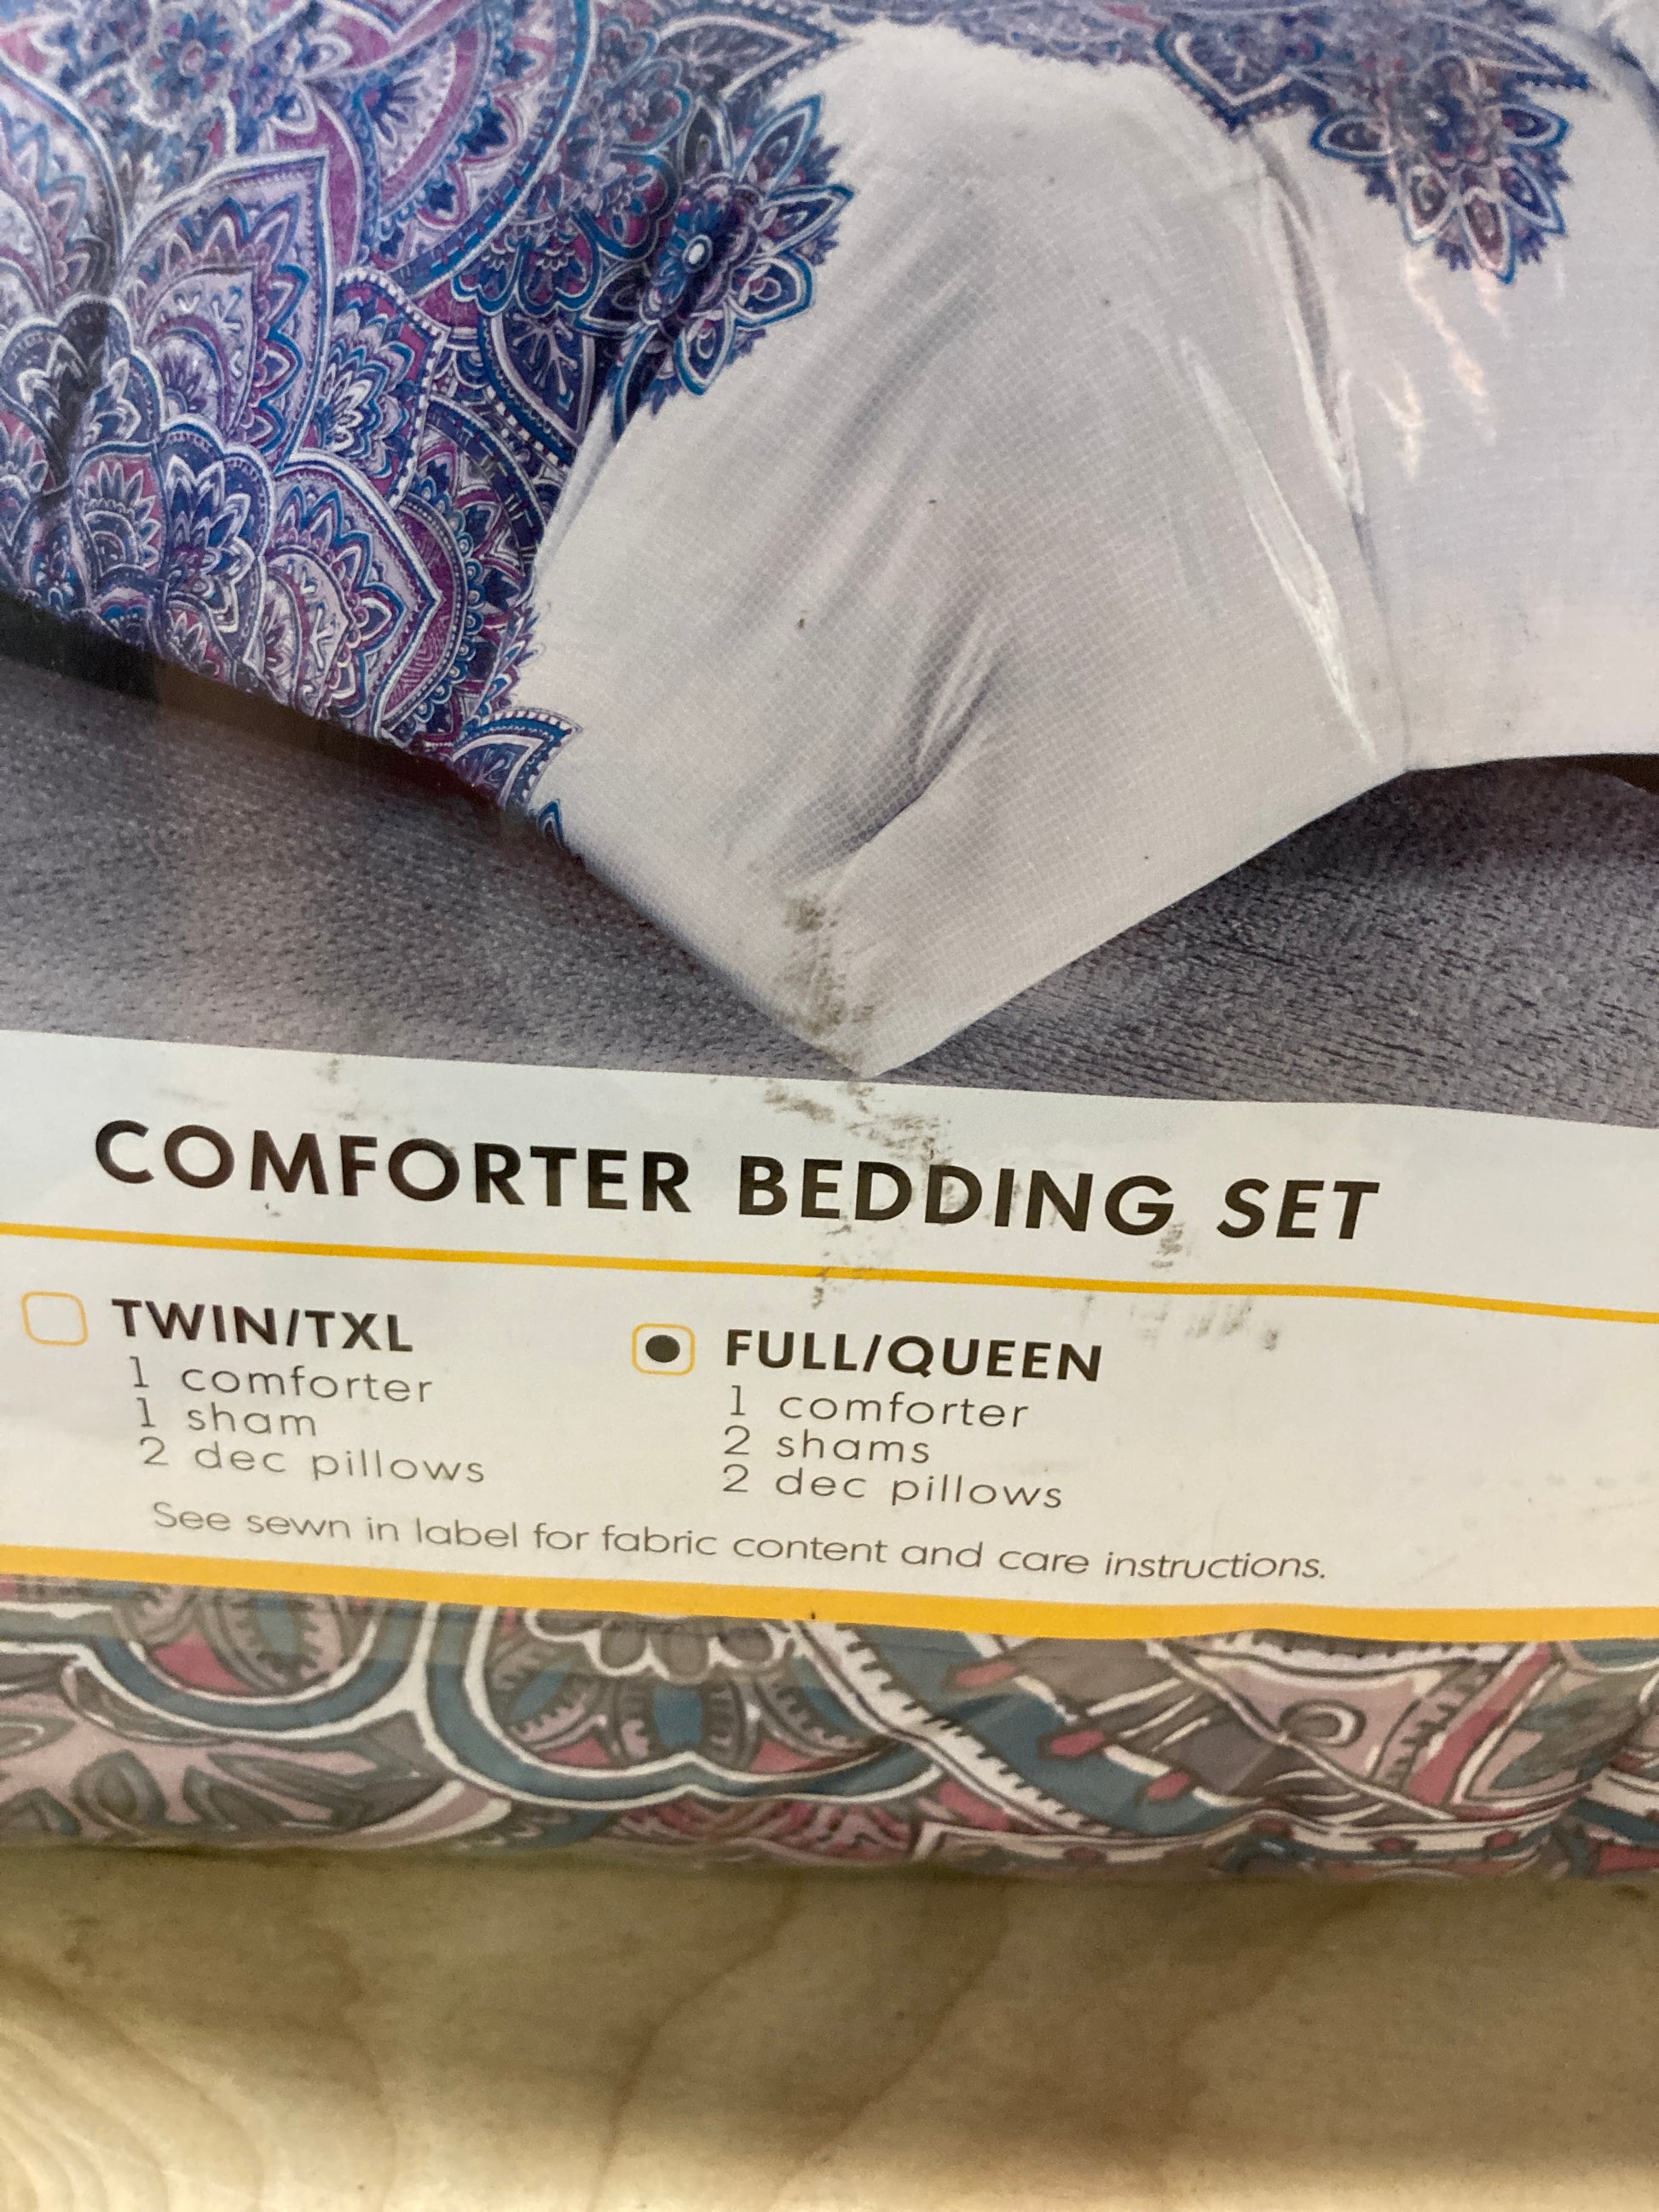 COMFORTER BEDDING SET
TWIN/TXL
1 comforter
1 sham
2 dec pillows
FULL/QUEEN
1 comforter
2 shams
2 dec pillows
See sewn in label for fabric content and care instructions.